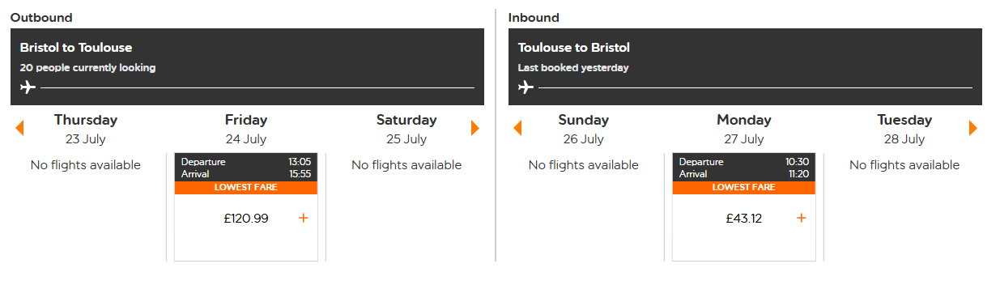 Outbound
Bristol to Toulouse
20 people currently looking
Thursday Friday Saturday
23 July 24 July 25 July
No flights available
Departure 13:05
Arrival 15:55
LOWEST FARE
£120.99 +
No flights available
Inbound
Toulouse to Bristol
Last booked yesterday
Sunday Monday Tuesday
26 July 27 July 28 July
No flights available
Departure 10:30
Arrival 11:20
LOWEST FARE
£43.12 +
No flights available